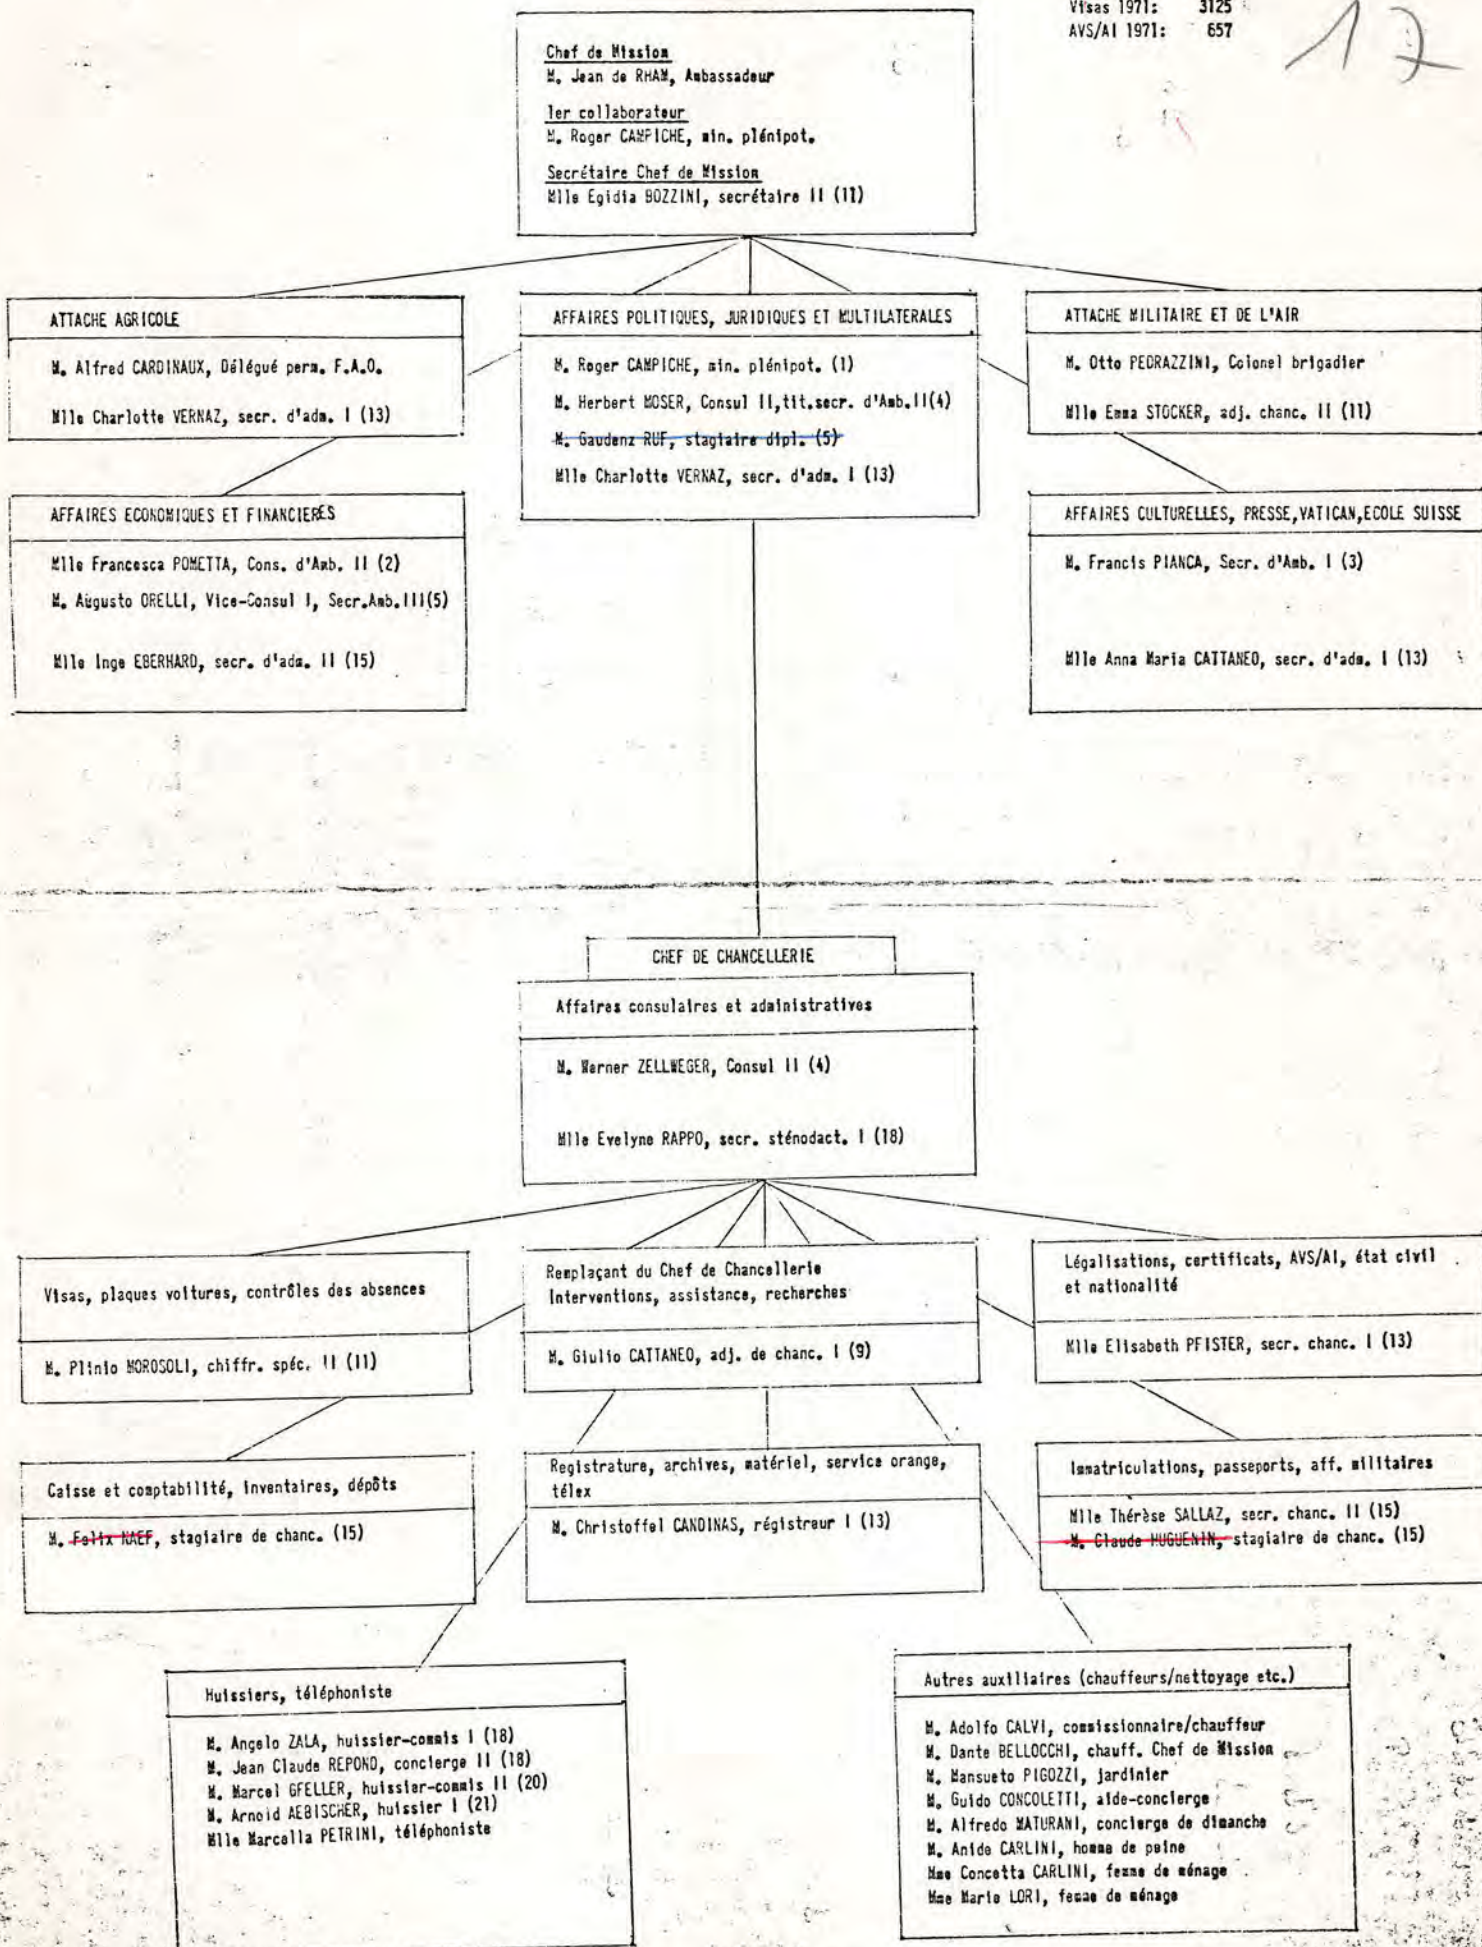 Visas 1971: 3125
AVS/AI 1971: 657
17
Chef de Mission
M. Jean de RHAM, Ambassadeur
1er collaborateur
M. Roger CAMPICHE, min. plénipot.
Secrétaire Chef de Mission
Mlle Egidia BOZZINI, secrétaire II (11)
ATTACHE AGRICOLE
M. Alfred CARDINAUX, Délégué perm. F.A.O.
Mlle Charlotte VERNAZ, secr. d'adm. I (13)
AFFAIRES POLITIQUES, JURIDIQUES ET MULTILATERALES
M. Roger CAMPICHE, min. plénipot. (1)
M. Herbert MOSER, Consul II,tit.secr. d'Amb.II(4)
M. Gaudenz RUF, stagiaire dipl. (5)
Mlle Charlotte VERNAZ, secr. d'adm. I (13)
ATTACHE MILITAIRE ET DE L'AIR
M. Otto PEDRAZZINI, Colonel brigadier
Mlle Emma STOCKER, adj. chanc. II (11)
AFFAIRES ECONOMIQUES ET FINANCIERES
Mlle Francesca POMETTA, Cons. d'Amb. II (2)
M. Augusto ORELLI, Vice-Consul I, Secr.Amb.III(5)
Mlle Inge EBERHARD, secr. d'adm. II (15)
AFFAIRES CULTURELLES, PRESSE,VATICAN,ECOLE SUISSE
M. Francis PIANCA, Secr. d'Amb. I (3)
Mlle Anna Maria CATTANEO, secr. d'adm. I (13)
CHEF DE CHANCELLERIE
Affaires consulaires et administratives
M. Werner ZELLWEGER, Consul II (4)
Mlle Evelyne RAPPO, secr. sténodact. I (18)
Visas, plaques voitures, contrôles des absences
M. Plinio MOROSOLI, chiffr. spéc. II (11)
Remplaçant du Chef de Chancellerie
Interventions, assistance, recherches
M. Giulio CATTANEO, adj. de chanc. I (9)
Légalisations, certificats, AVS/AI, état civil
et nationalité
Mlle Elisabeth PFISTER, secr. chanc. I (13)
Caisse et comptabilité, inventaires, dépôts
M. Felix NAEF, stagiaire de chanc. (15)
Registrature, archives, matériel, service orange,
télex
M. Christoffel CANDINAS, régistreur I (13)
Immatriculations, passeports, aff. militaires
Mlle Thérèse SALLAZ, secr. chanc. II (15)
M. Claude HUGUENIN, stagiaire de chanc. (15)
Huissiers, téléphoniste
M. Angelo ZALA, huissier-commis I (18)
M. Jean Claude REPOND, concierge II (18)
M. Marcel GFELLER, huissier-commis II (20)
M. Arnold AEBISCHER, huissier I (21)
Mlle Marcella PETRINI, téléphoniste
Autres auxiliaires (chauffeurs/nettoyage etc.)
M. Adolfo CALVI, commissionnaire/chauffeur
M. Dante BELLOCCHI, chauff. Chef de Mission
M. Mansueto PIGOZZI, jardinier
M. Guido CONCOLETTI, aide-concierge
M. Alfredo MATURANI, concierge de dimanche
M. Anide CARLINI, homme de peine
Mme Concetta CARLINI, femme de ménage
Mme Marie LORI, femme de ménage